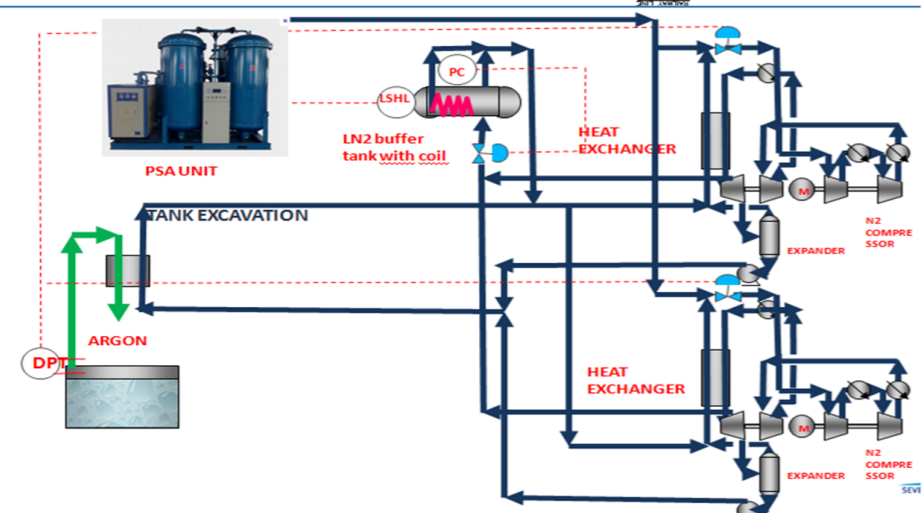 PC
LSHL
LN2 buffer
tank with coil
HEAT
EXCHANGER
PSA UNIT
M
TANK EXCAVATION
N2
COMPRE
SSOR
EXPANDER
ARGON
DPT
HEAT
EXCHANGER
M
N2
COMPRE
SSOR
EXPANDER
SEVE